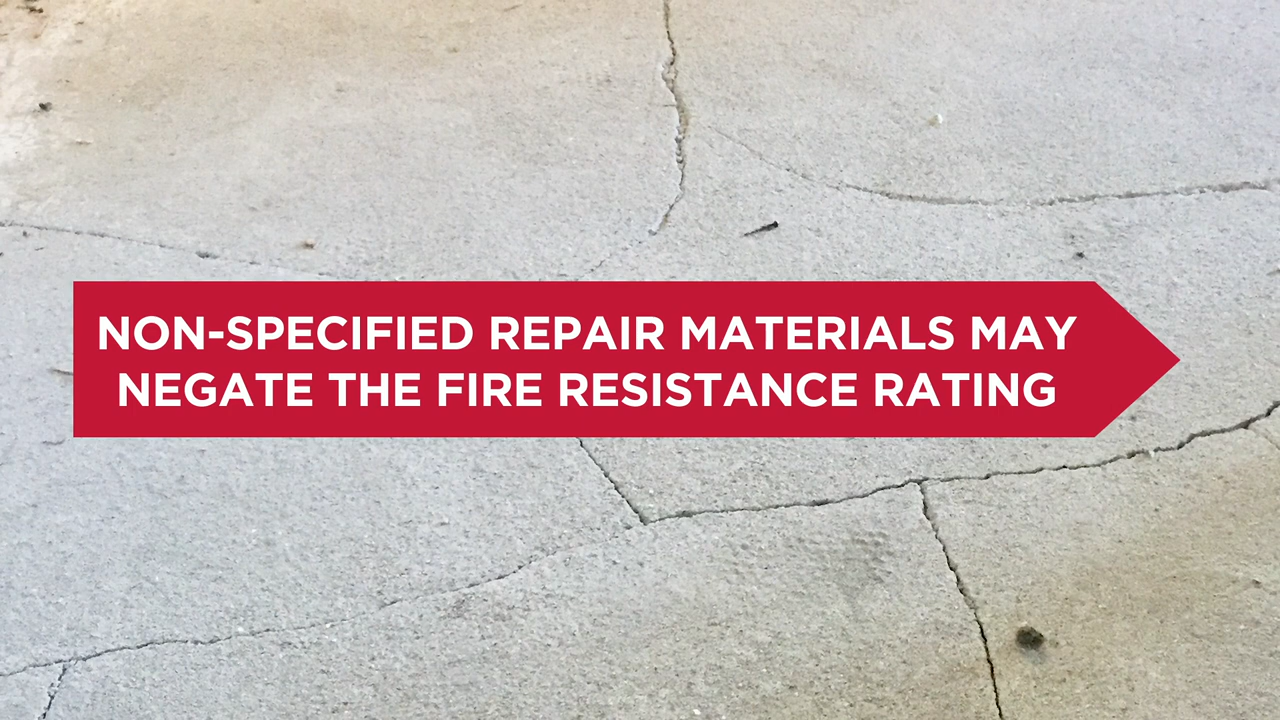 NON-SPECIFIED REPAIR MATERIALS MAY
NEGATE THE FIRE RESISTANCE RATING